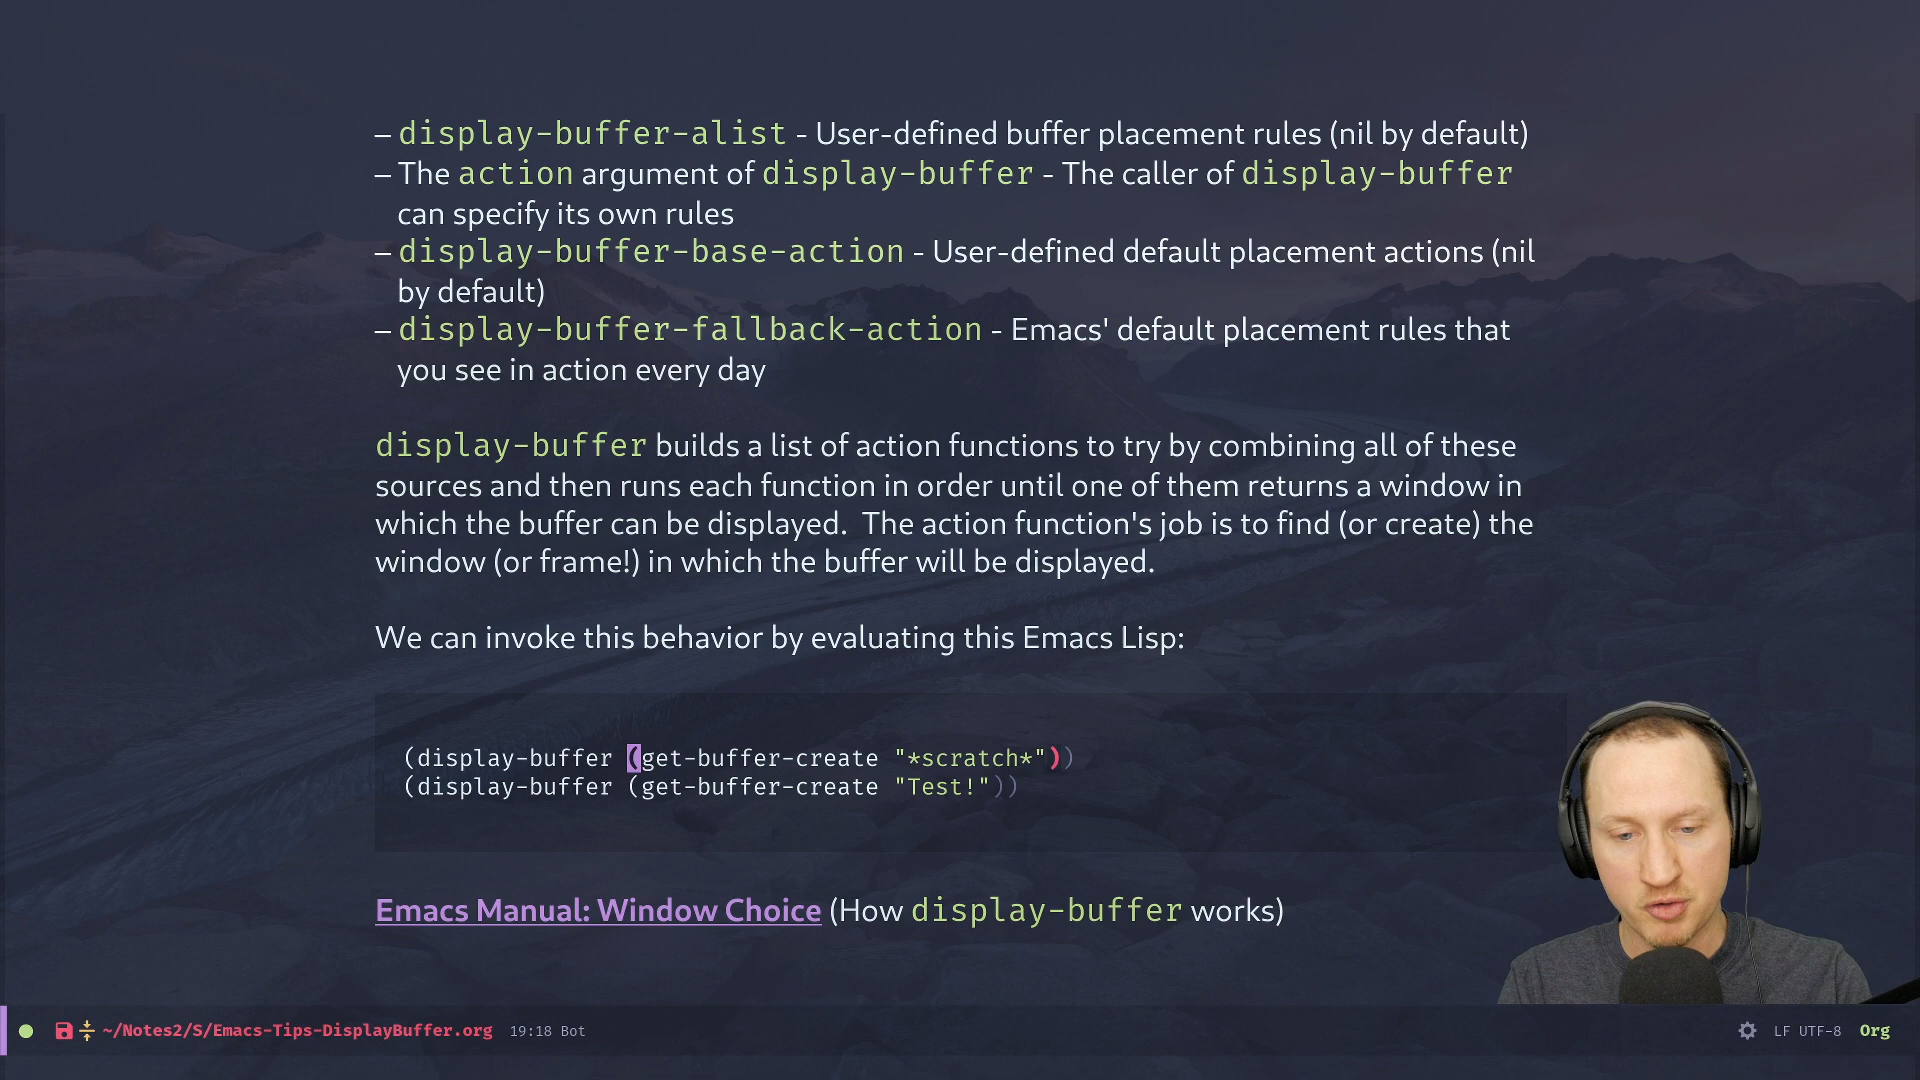 – display-buffer-alist - User-defined buffer placement rules (nil by default)
– The action argument of display-buffer - The caller of display-buffer
can specify its own rules
– display-buffer-base-action - User-defined default placement actions (nil
by default)
– display-buffer-fallback-action - Emacs' default placement rules that
you see in action every day
display-buffer builds a list of action functions to try by combining all of these
sources and then runs each function in order until one of them returns a window in
which the buffer can be displayed.  The action function's job is to find (or create) the
window (or frame!) in which the buffer will be displayed.
We can invoke this behavior by evaluating this Emacs Lisp:
(display-buffer (get-buffer-create "*scratch*"))
(display-buffer (get-buffer-create "Test!"))
Emacs Manual: Window Choice (How display-buffer works)
~/Notes2/S/Emacs-Tips-DisplayBuffer.org 19:18 Bot LF UTF-8 Org